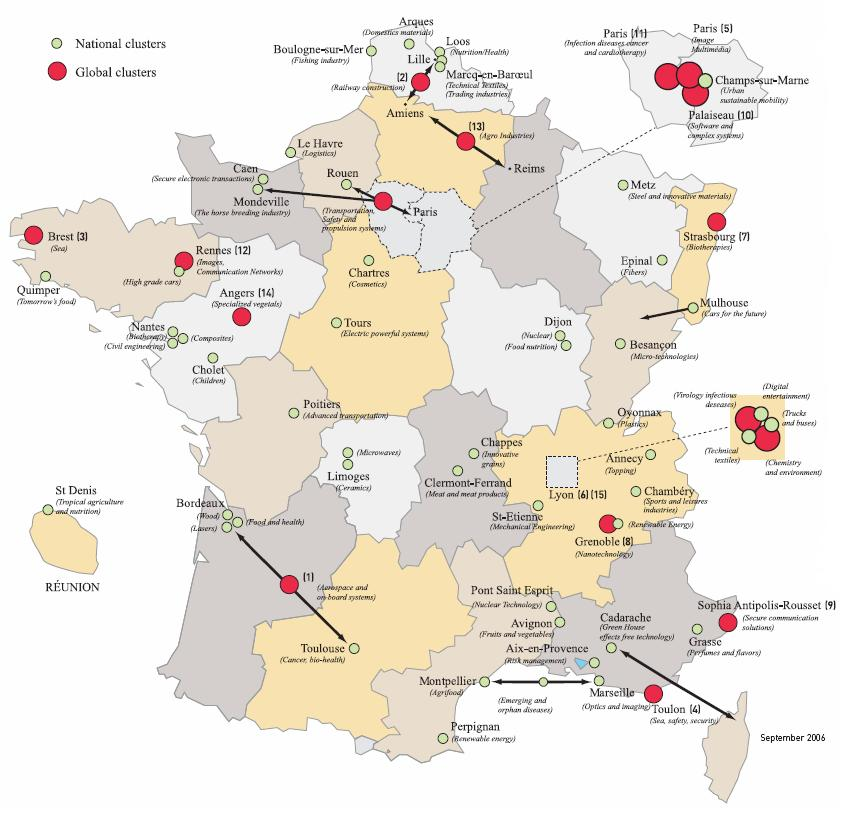 National clusters
Global clusters
Arques
(Domestics materials)
Boulogne-sur-Mer
(Fishing industry)
Loos
(Nutrition/Health)
Lille
Marcq-en-Barœul
(Technical Textiles)
(Trading industries)
(2)
(Railway construction)
Amiens
(13)
(Agro Industries)
Reims
Paris (11)
(Infection diseases cancer
and cardiotherapy)
Paris (5)
(Image
Multimédia)
Champs-sur-Marne
(Urban
sustainable mobility)
Palaiseau (10)
(Software and
complex systems)
Le Havre
(Logistics)
Caen
(Secure electronic transactions)
Mondeville
(The horse breeding industry)
Rouen
(Transportation,
Safety and
propulsion systems)
Paris
Metz
(Steel and innovative materials)
Strasbourg (7)
(Biotherapies)
Epinal
(Fibers)
Mulhouse
(Cars for the future)
Brest (3)
(Sea)
Quimper
(Tomorrow's food)
Rennes (12)
(Images,
Communication Networks)
(High grade cars)
Angers (14)
(Specialized vegetals)
Chartres
(Cosmetics)
Tours
(Electric powerful systems)
Nantes
(Biotherapy)
(Civil engineering)
(Composites)
Cholet
(Children)
Dijon
(Nuclear)
(Food nutrition)
Besançon
(Micro-technologies)
Poitiers
(Advanced transportation)
Oyonnax
(Plastics)
(Virology infectious
deseases)
(Digital
entertainment)
(Trucks
and buses)
(Technical
textiles)
(Chemistry
and environment)
Limoges
(Microwaves)
(Ceramics)
Chappes
(Innovative
grains)
Clermont-Ferrand
(Meat and meat products)
Annecy
(Topping)
Lyon (6) (15)
Chambéry
(Sports and leisures
industries)
St-Etienne
(Mechanical Engineering)
(Renewable Energy)
Grenoble (8)
(Nanotechnology)
St Denis
(Tropical agriculture
and nutrition)
RÉUNION
Bordeaux
(Wood)
(Lasers)
(Food and health)
(1)
(Aerospace and
on-board systems)
Toulouse
(Cancer, bio-health)
Pont Saint Esprit
(Nuclear Technology)
Avignon
(Fruits and vegetables)
Aix-en-Provence
(Risk management)
Cadarache
(Green House
effects free technology)
Sophia Antipolis-Rousset (9)
(Secure communication
solutions)
Grasse
(Perfumes and flavors)
Montpellier
(Agrifood)
(Emerging and
orphan diseases)
Marseille
(Optics and imaging)
Toulon (4)
(Sea, safety, security)
Perpignan
(Renewable energy)
September 2006